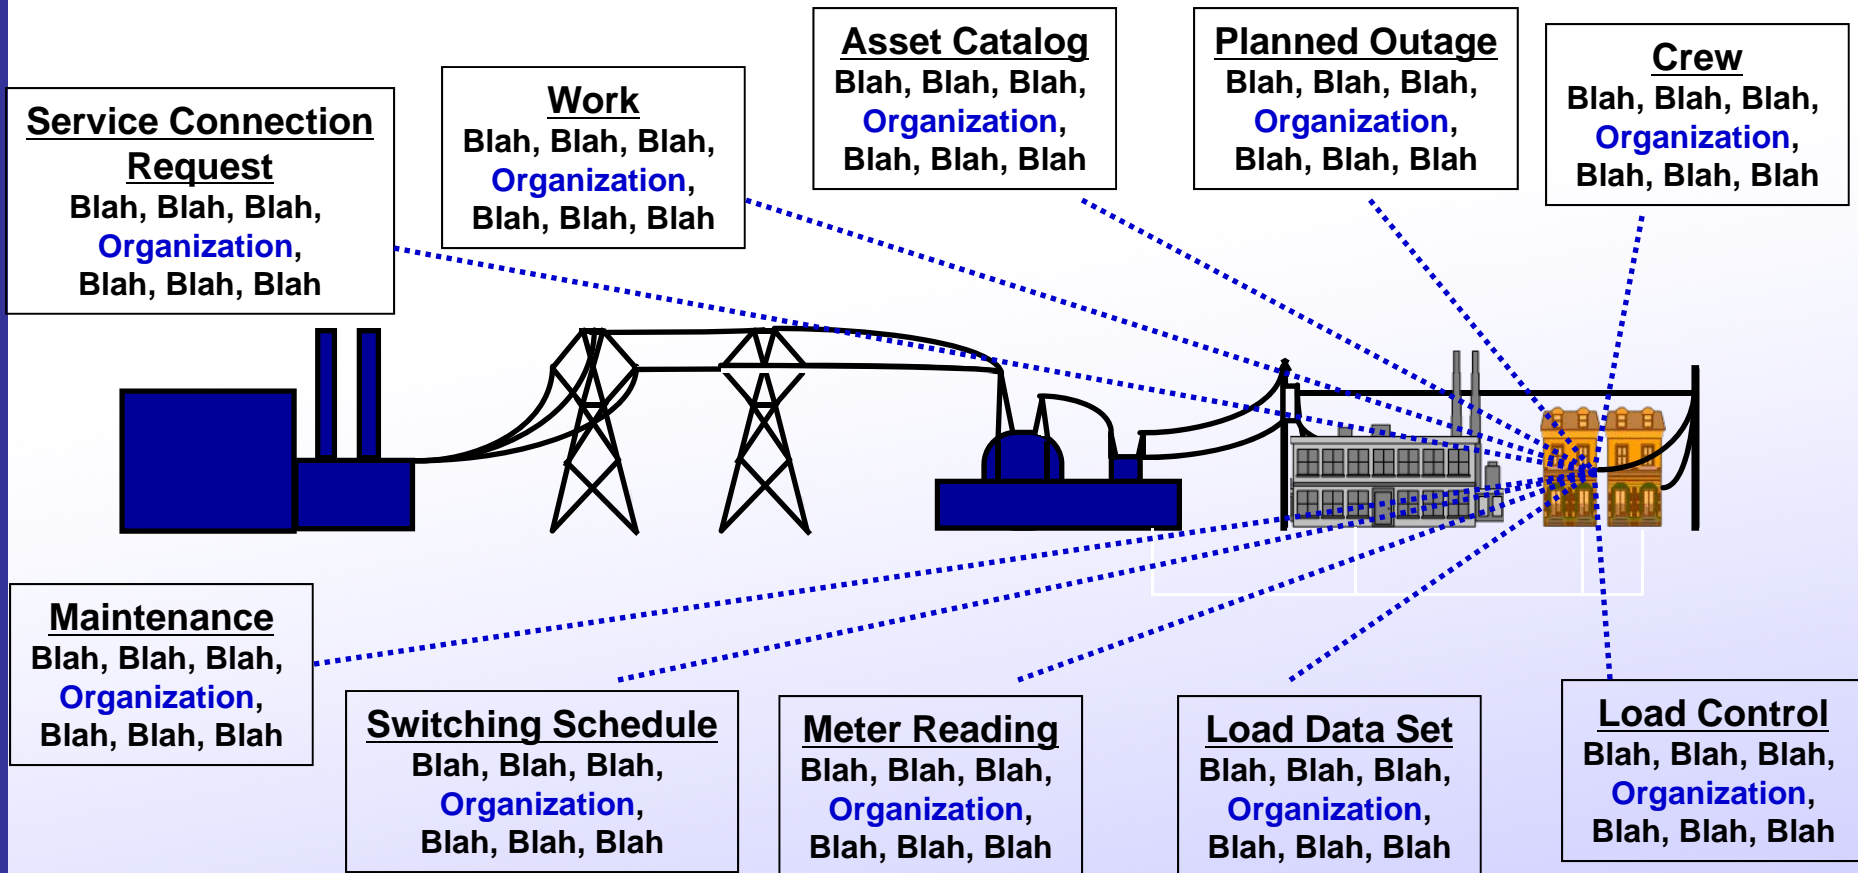 Service Connection
Request
Blah, Blah, Blah,
Organization,
Blah, Blah, Blah
Work
Blah, Blah, Blah,
Organization,
Blah, Blah, Blah
Asset Catalog
Blah, Blah, Blah,
Organization,
Blah, Blah, Blah
Planned Outage
Blah, Blah, Blah,
Organization,
Blah, Blah, Blah
Crew
Blah, Blah, Blah,
Organization,
Blah, Blah, Blah
Maintenance
Blah, Blah, Blah,
Organization,
Blah, Blah, Blah
Switching Schedule
Blah, Blah, Blah,
Organization,
Blah, Blah, Blah
Meter Reading
Blah, Blah, Blah,
Organization,
Blah, Blah, Blah
Load Data Set
Blah, Blah, Blah,
Organization,
Blah, Blah, Blah
Load Control
Blah, Blah, Blah,
Organization,
Blah, Blah, Blah